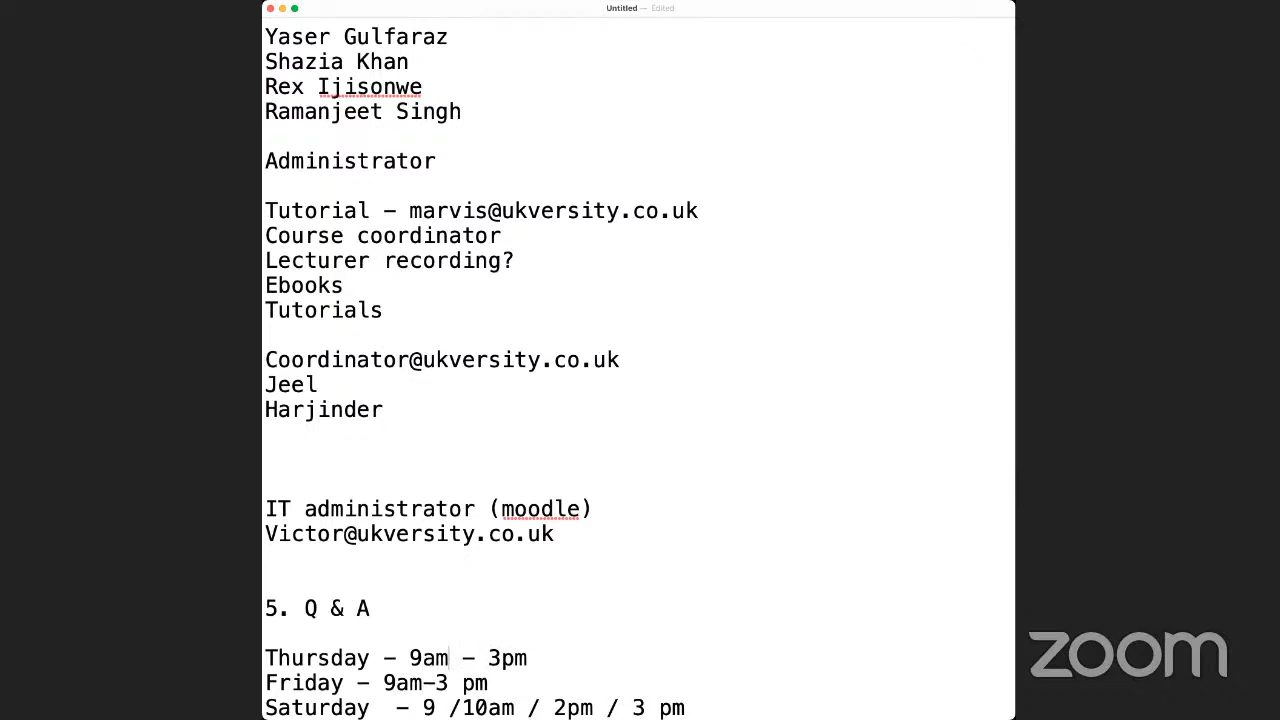 Untitled — Edited
Yaser Gulfaraz
Shazia Khan
Rex Ijisonwe
Ramanjeet Singh
Administrator
Tutorial – marvis@ukversity.co.uk
Course coordinator
Lecturer recording?
Ebooks
Tutorials
Coordinator@ukversity.co.uk
Jeel
Harjinder
IT administrator (moodle)
Victor@ukversity.co.uk
5. Q & A
Thursday – 9am – 3pm
Friday – 9am–3 pm
Saturday  – 9 /10am / 2pm / 3 pm
zoom